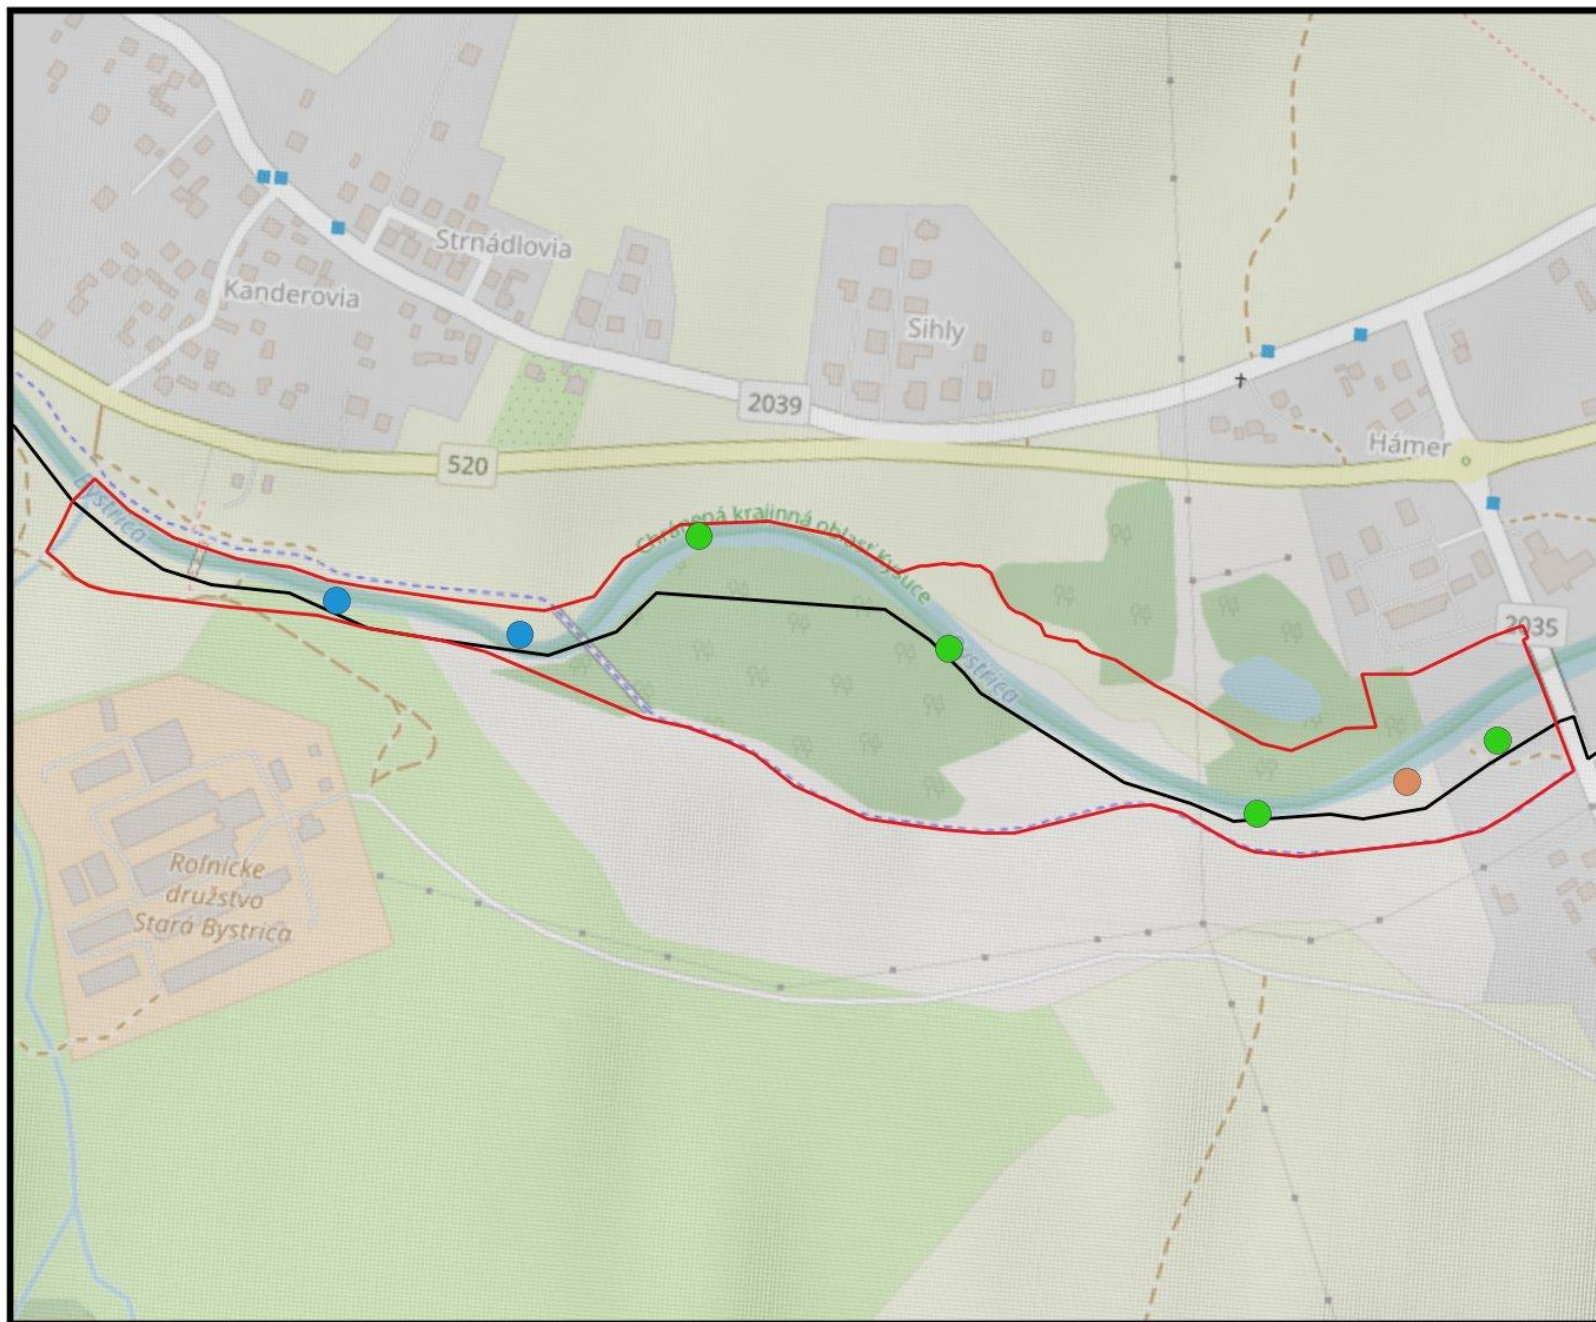 Strnádlovia
Kanderovia
Sihly
2039
Hámer
520
Bystrica
Chránená krajinná oblasť Kysuce
2035
Bystrica
Roľnícke
družstvo
Stará Bystrica